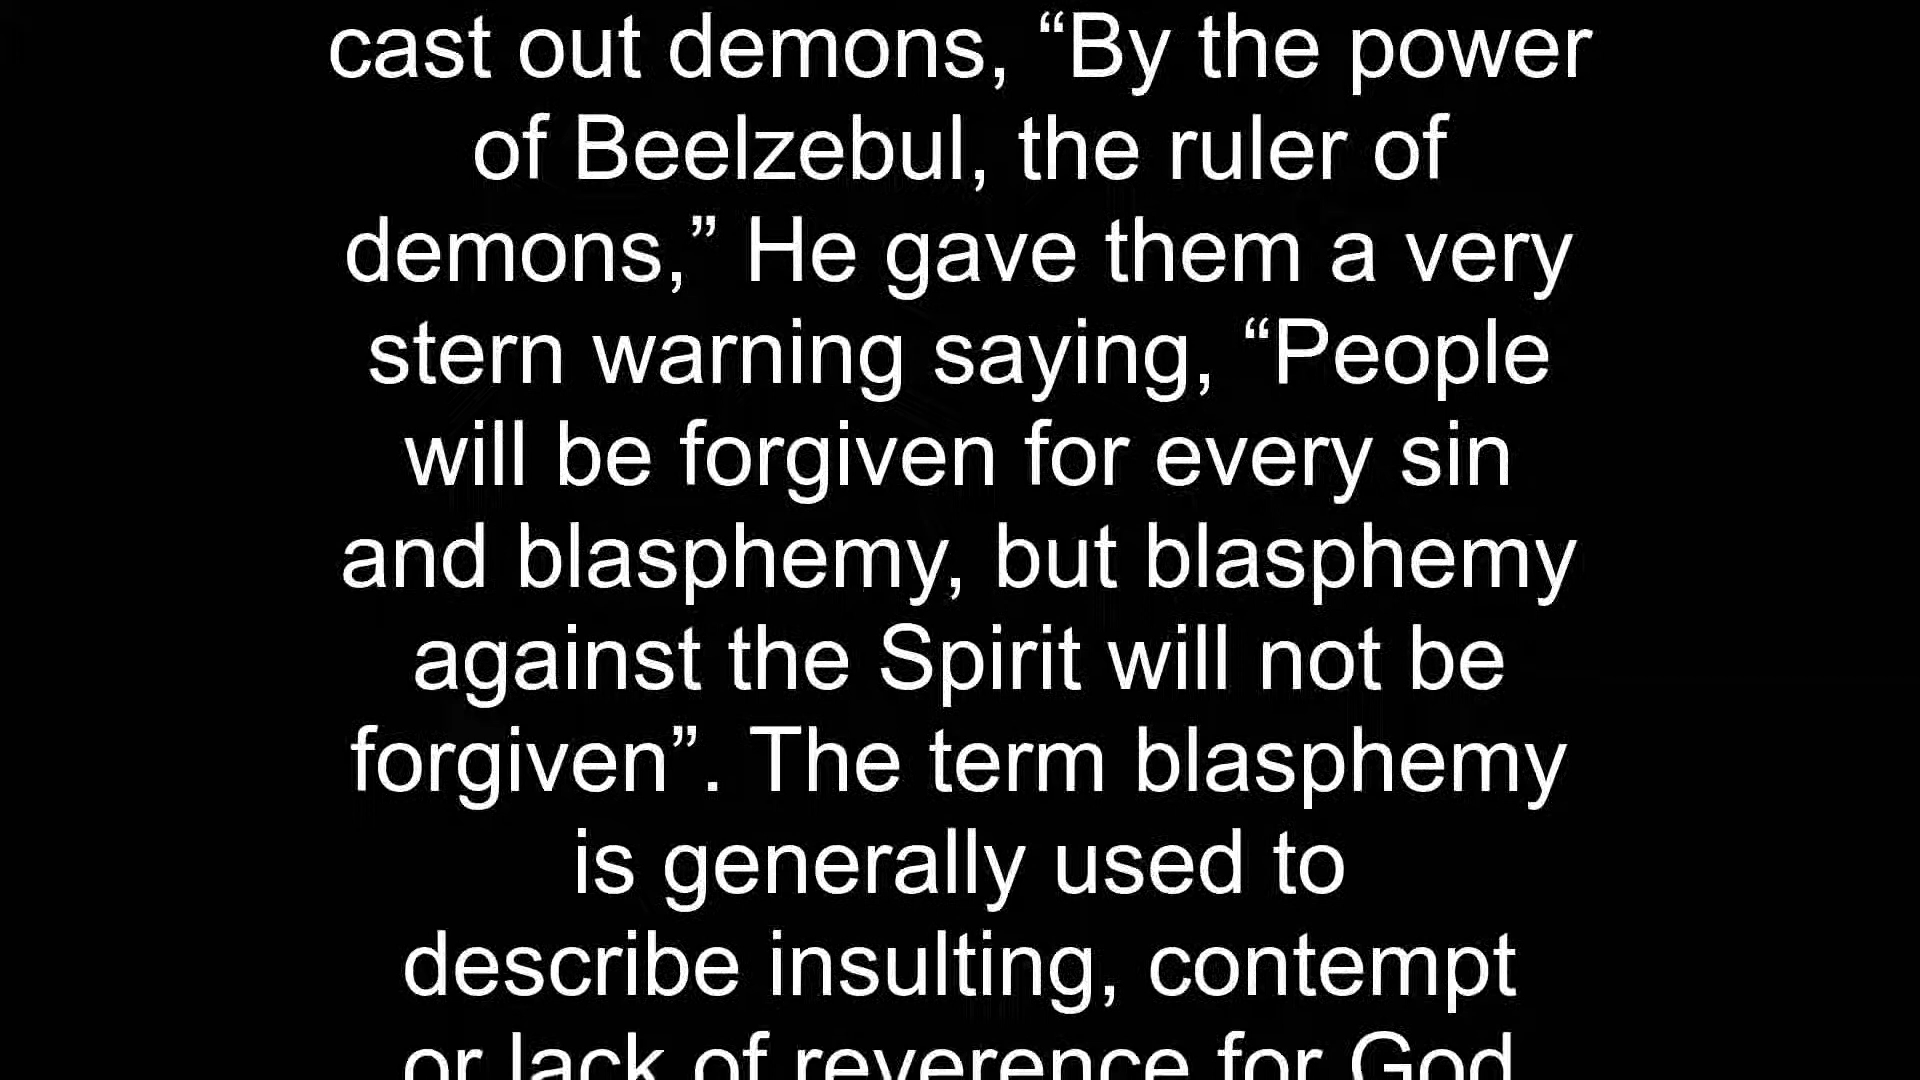 cast out demons, “By the power
of Beelzebul, the ruler of
demons,” He gave them a very
stern warning saying, “People
will be forgiven for every sin
and blasphemy, but blasphemy
against the Spirit will not be
forgiven”. The term blasphemy
is generally used to
describe insulting, contempt
or lack of reverence for God